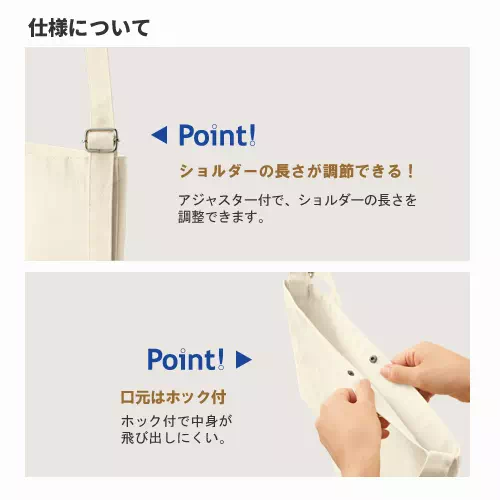 仕様について
Point!
ショルダーの長さが調節できる！
アジャスター付で、ショルダーの長さを
調整できます。
Point!
口元はホック付
ホック付で中身が
飛び出しにくい。